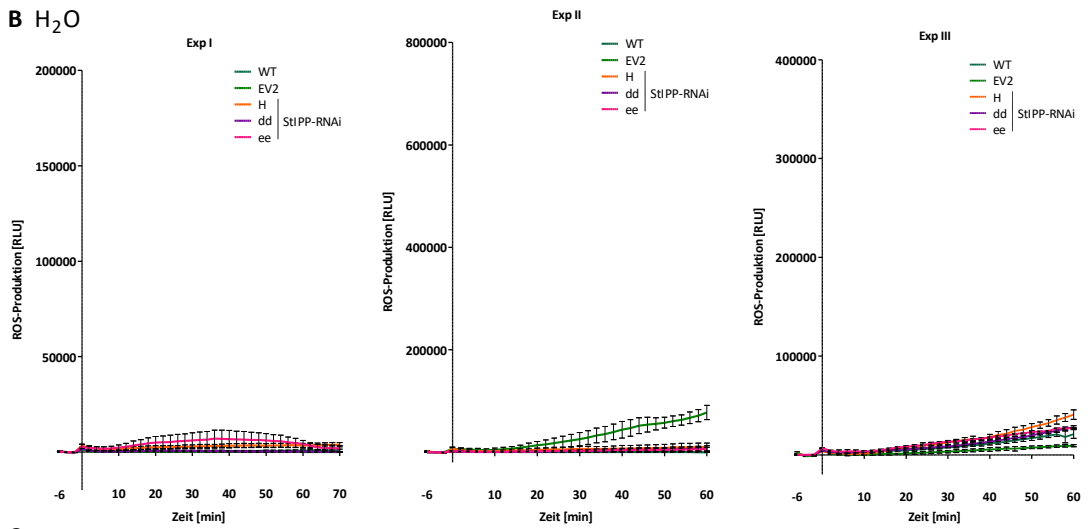 B H₂O
Exp I
200000
150000
100000
50000
ROS-Produktion [RLU]
WT
EV2
H
dd
ee
StIPP-RNAi
-6 10 20 30 40 50 60 70
Zeit [min]
Exp II
800000
600000
400000
200000
ROS-Produktion [RLU]
WT
EV2
H
dd
ee
StIPP-RNAi
-6 10 20 30 40 50 60
Zeit [min]
Exp III
400000
300000
200000
100000
ROS-Produktion [RLU]
WT
EV2
H
dd
ee
StIPP-RNAi
-6 10 20 30 40 50 60
Zeit [min]